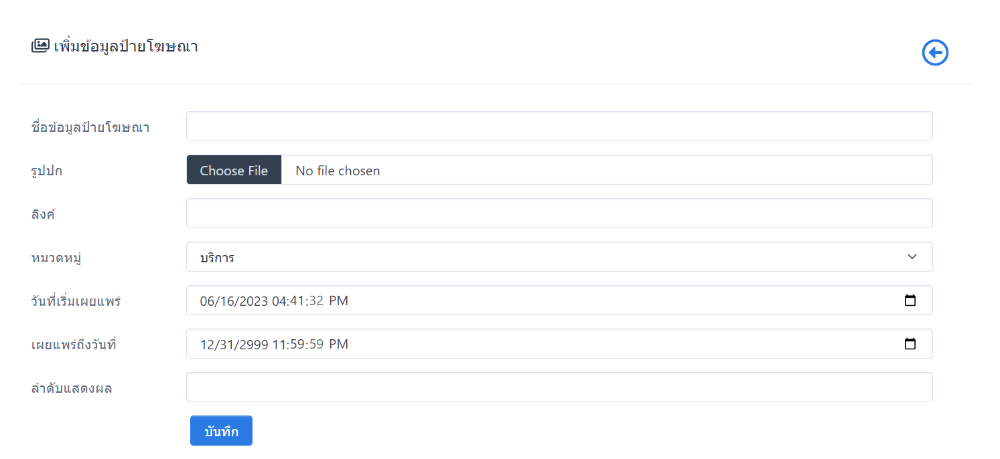 เพิ่มข้อมูลป้ายโฆษณา
ชื่อข้อมูลป้ายโฆษณา
รูปปก Choose File No file chosen
ลิงค์
หมวดหมู่ บริการ
วันที่เริ่มเผยแพร่ 06/16/2023 04:41:32 PM
เผยแพร่ถึงวันที่ 12/31/2999 11:59:59 PM
ลำดับแสดงผล
บันทึก